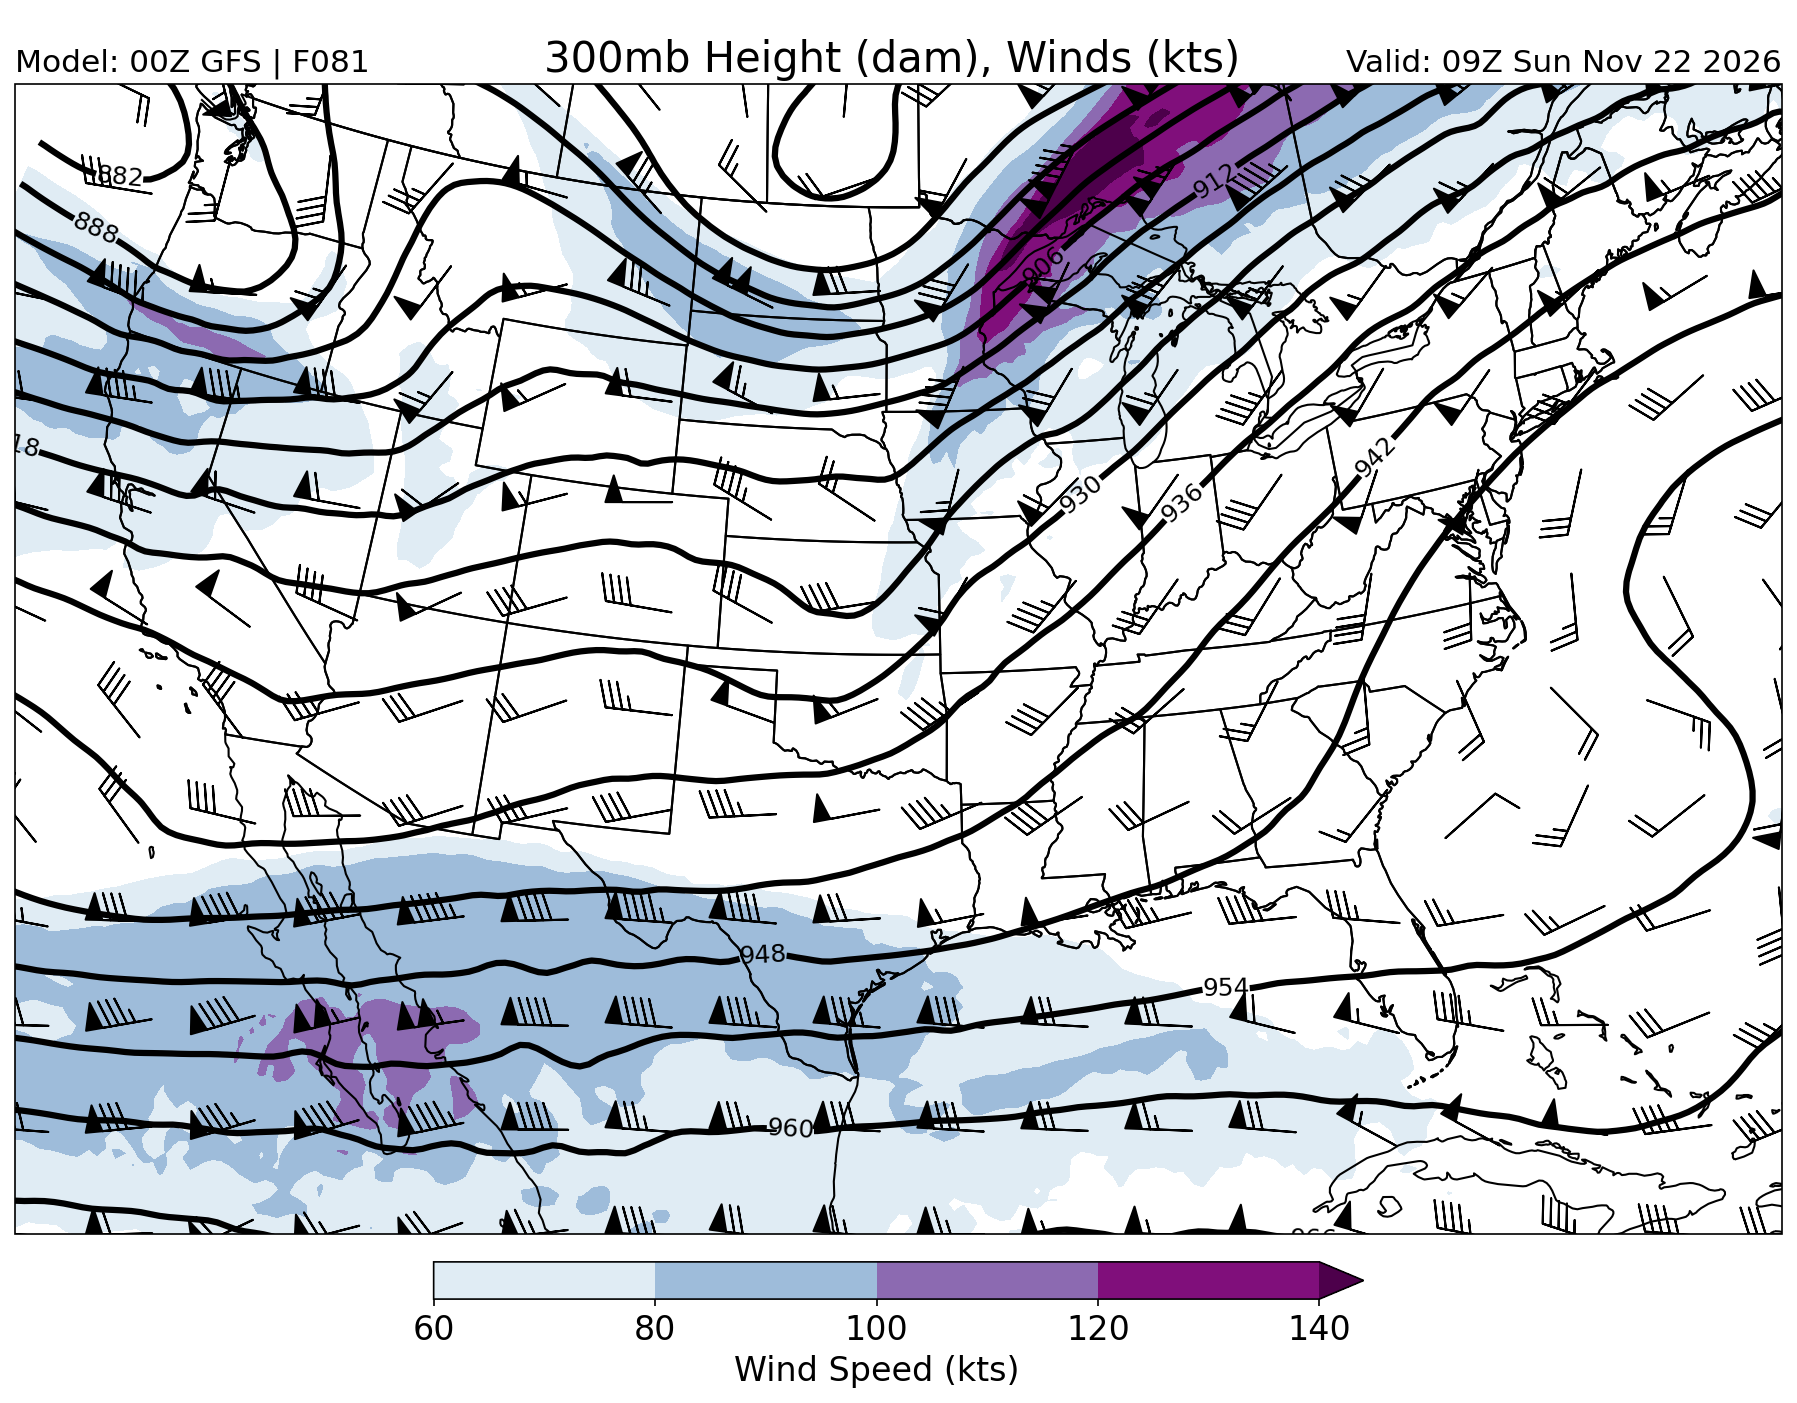 Model: 00Z GFS | F081
300mb Height (dam), Winds (kts)
Valid: 09Z Sun Nov 22 2026
882
888
912
906
18
942
930
936
948
954
960
966
60 80 100 120 140
Wind Speed (kts)